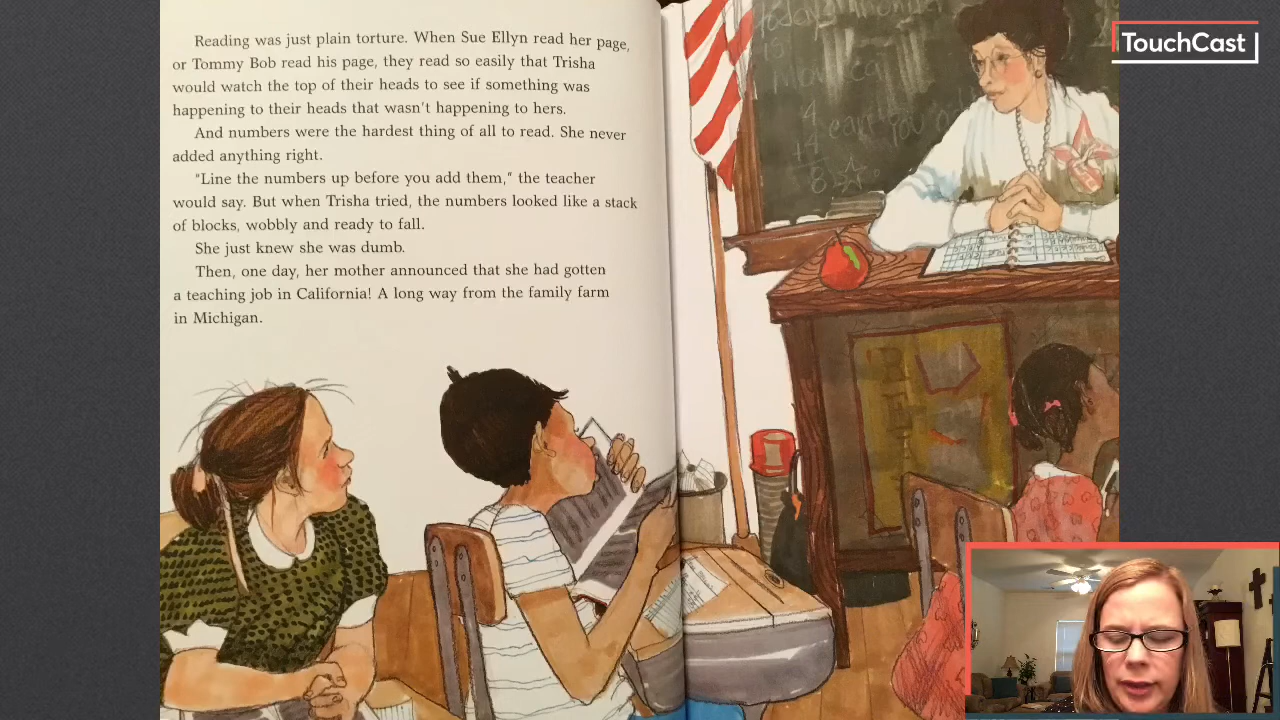 Reading was just plain torture. When Sue Ellyn read her page,
or Tommy Bob read his page, they read so easily that Trisha
would watch the top of their heads to see if something was
happening to their heads that wasn't happening to hers.
And numbers were the hardest thing of all to read. She never
added anything right.
"Line the numbers up before you add them," the teacher
would say. But when Trisha tried, the numbers looked like a stack
of blocks, wobbly and ready to fall.
She just knew she was dumb.
Then, one day, her mother announced that she had gotten
a teaching job in California! A long way from the family farm
in Michigan.
TouchCast